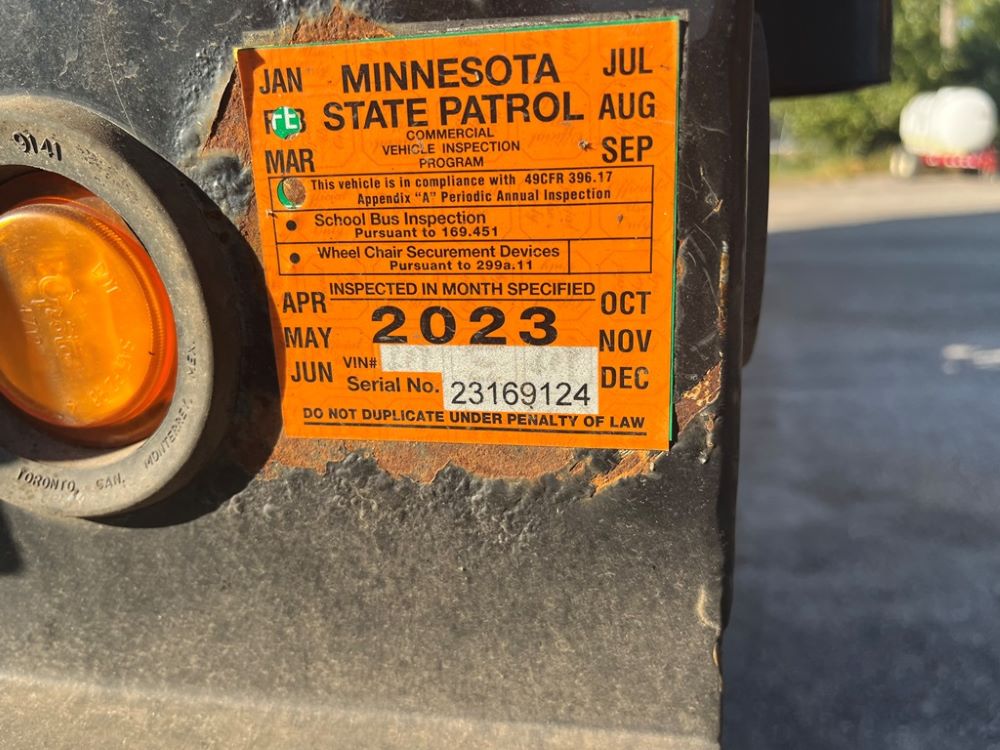 JAN MINNESOTA JUL
FEB STATE PATROL AUG
COMMERCIAL
VEHICLE INSPECTION
MAR PROGRAM SEP
This vehicle is in compliance with 49CFR 396.17
Appendix "A" Periodic Annual Inspection
School Bus Inspection
Pursuant to 169.451
Wheel Chair Securement Devices
Pursuant to 299a.11
INSPECTED IN MONTH SPECIFIED
APR 2023 OCT
MAY NOV
VIN#
JUN Serial No. 23169124 DEC
DO NOT DUPLICATE UNDER PENALTY OF LAW
9141
TORONTO, CAN.